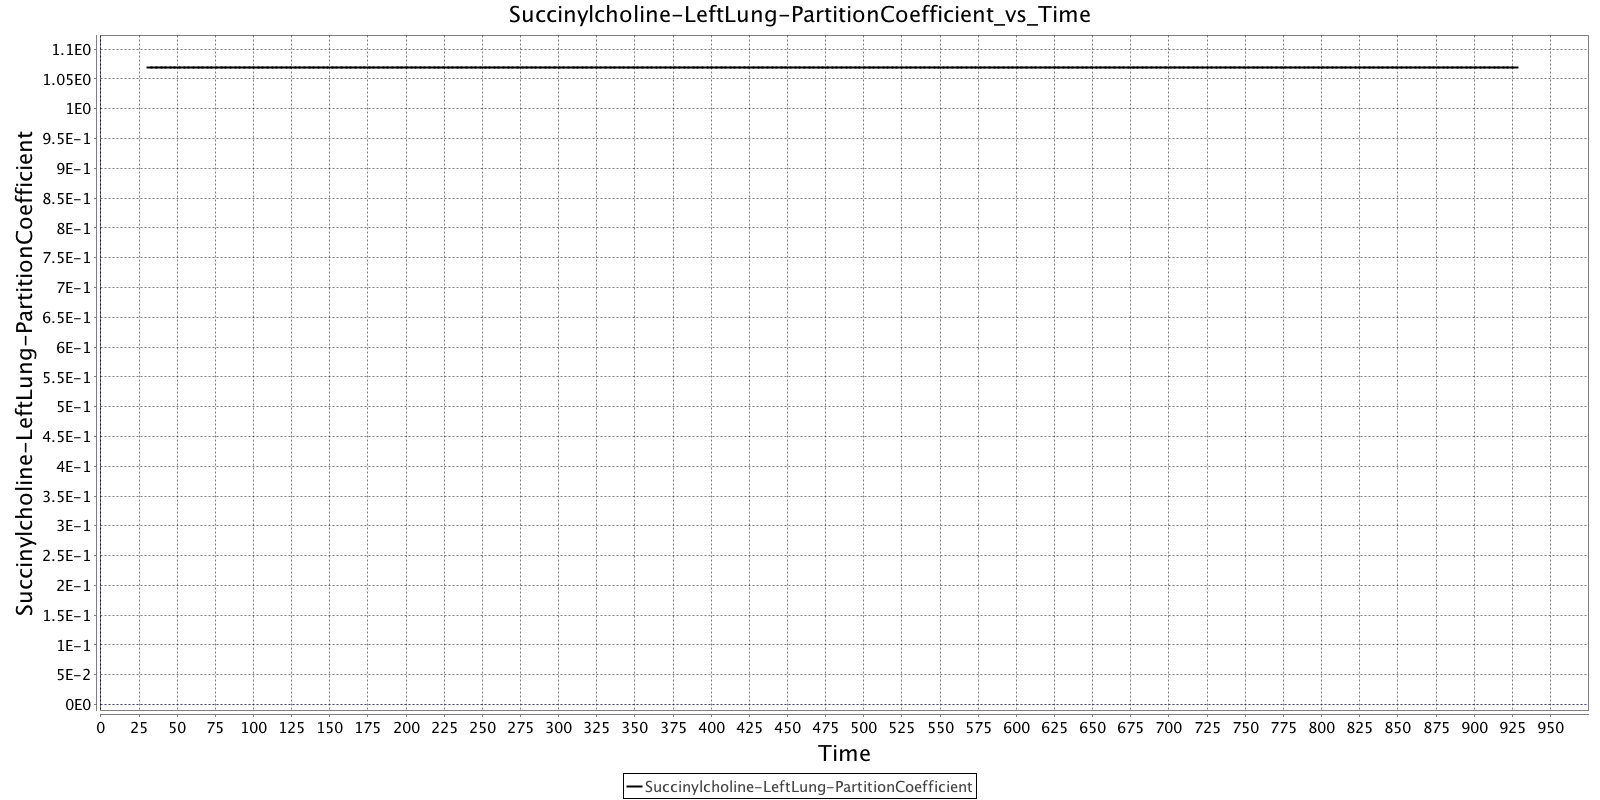 Succinylcholine-LeftLung-PartitionCoefficient_vs_Time
Succinylcholine-LeftLung-PartitionCoefficient
1.1E0
1.05E0
1E0
9.5E-1
9E-1
8.5E-1
8E-1
7.5E-1
7E-1
6.5E-1
6E-1
5.5E-1
5E-1
4.5E-1
4E-1
3.5E-1
3E-1
2.5E-1
2E-1
1.5E-1
1E-1
5E-2
0E0
0 25 50 75 100 125 150 175 200 225 250 275 300 325 350 375 400 425 450 475 500 525 550 575 600 625 650 675 700 725 750 775 800 825 850 875 900 925 950
Time
Succinylcholine-LeftLung-PartitionCoefficient